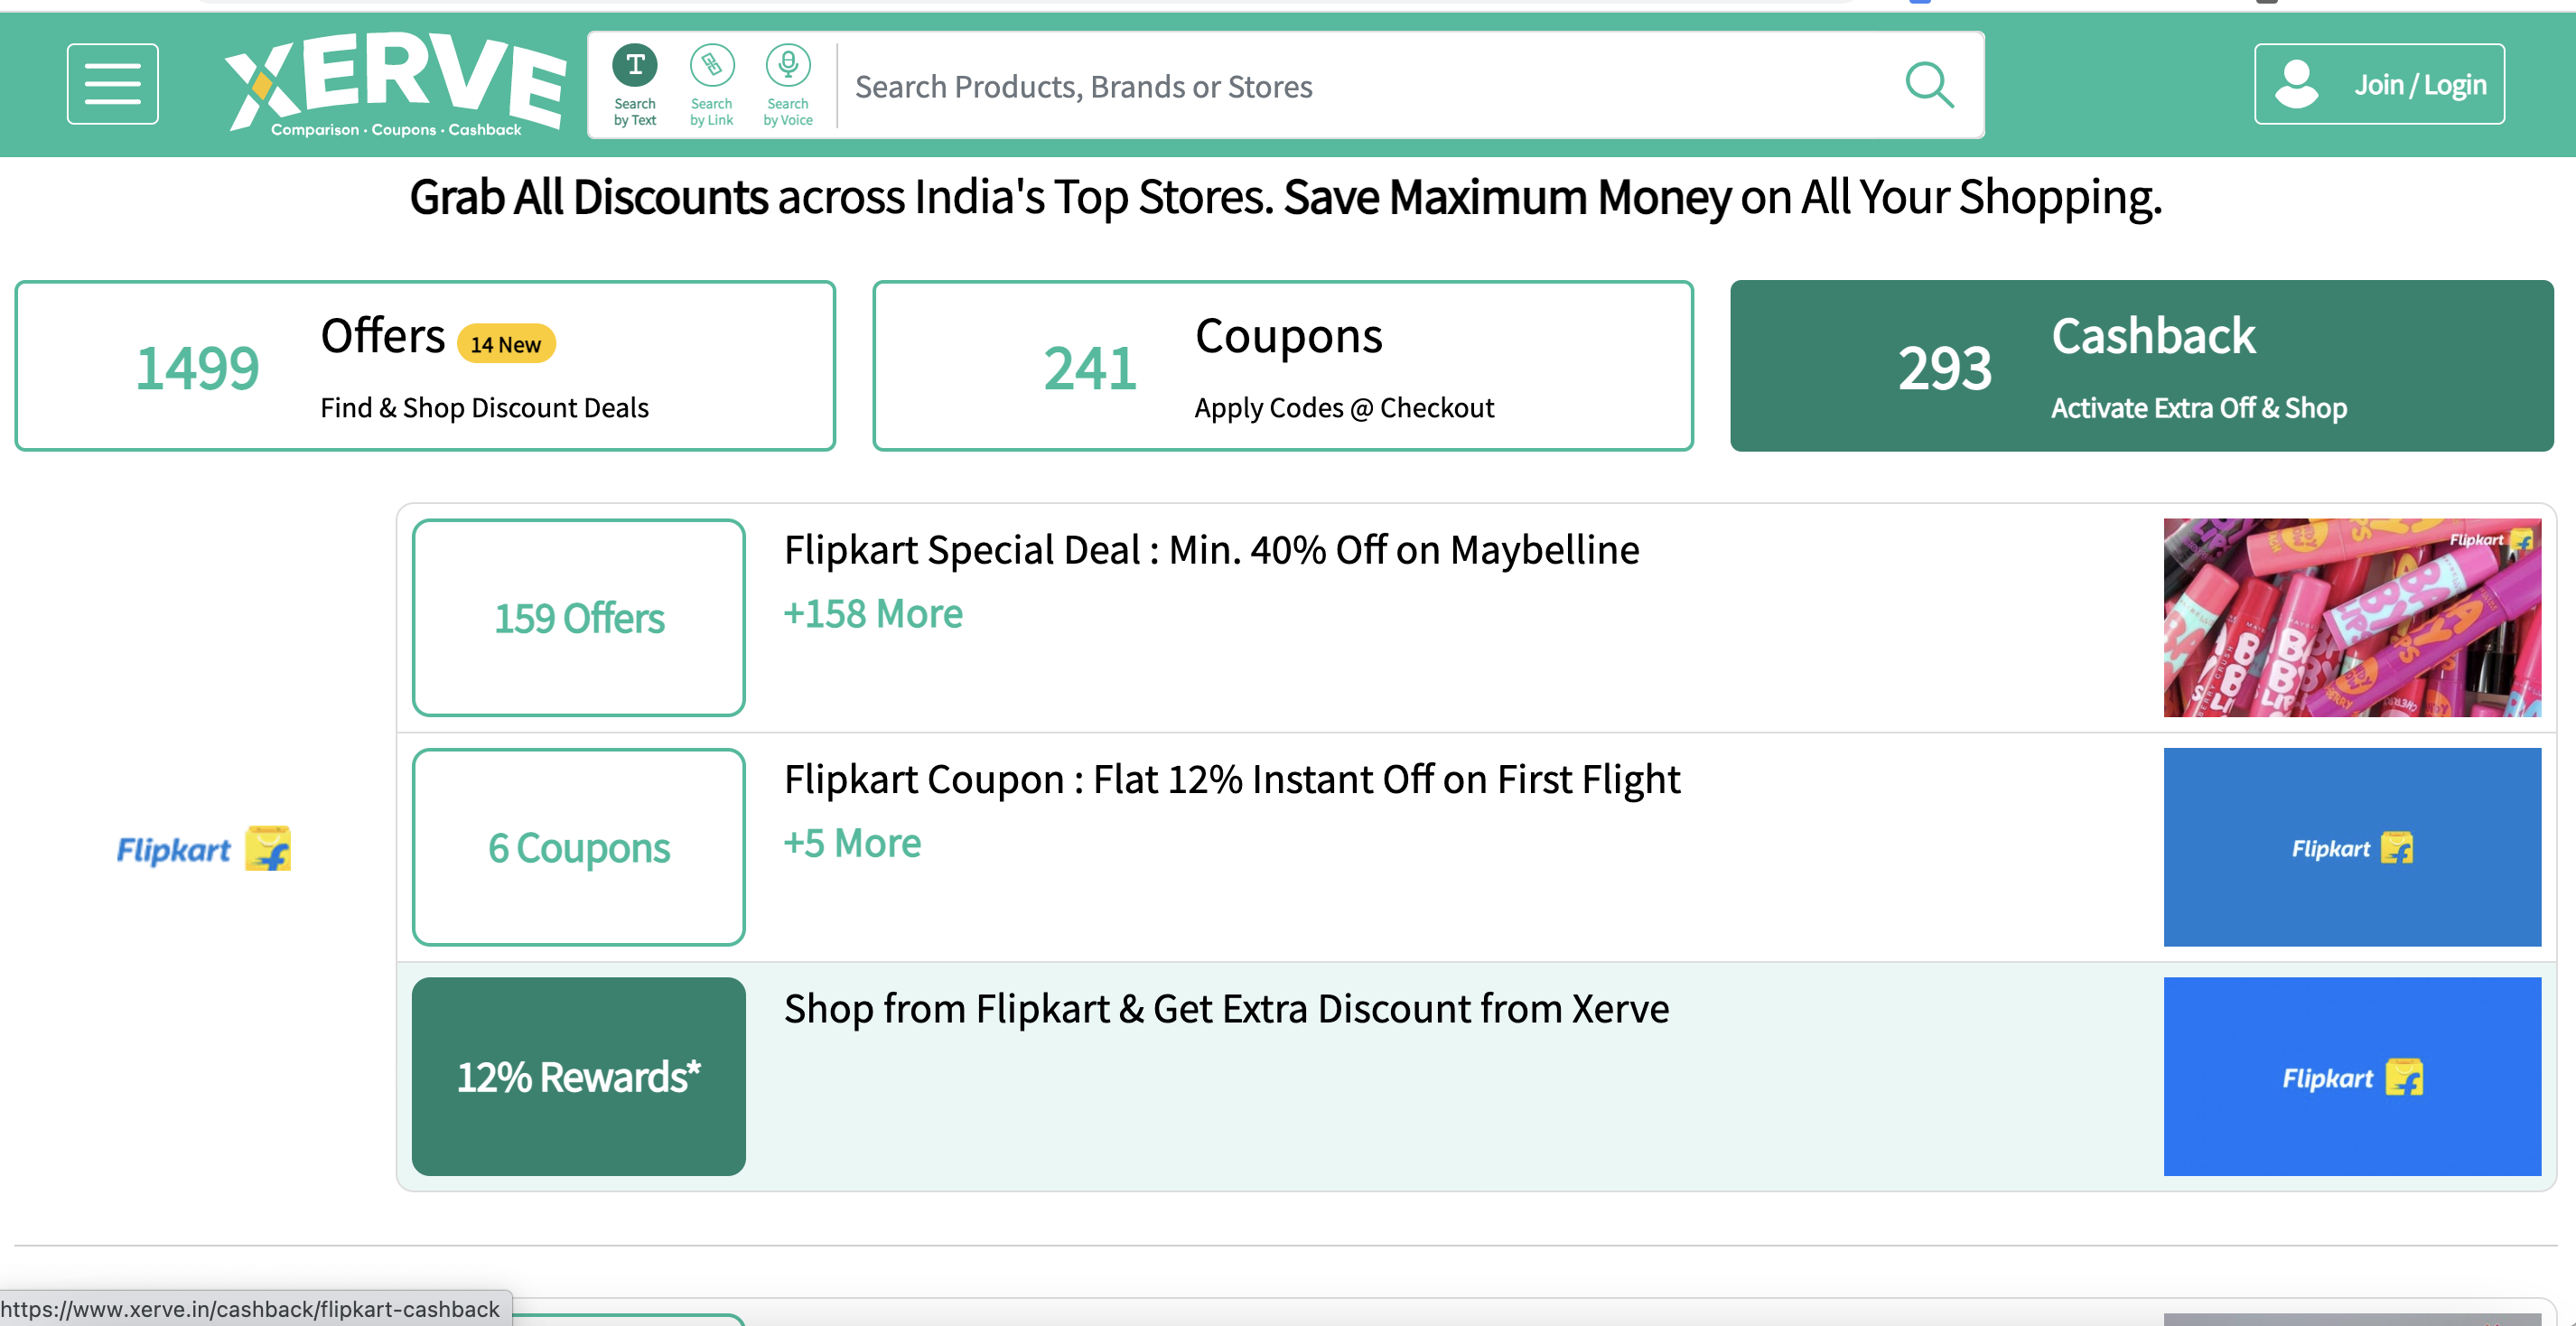 XERVE
Comparison · Coupons · Cashback
T
Search
by Text
Search
by Link
Search
by Voice
Search Products, Brands or Stores
Join / Login
Grab All Discounts across India's Top Stores. Save Maximum Money on All Your Shopping.
1499
Offers
14 New
Find & Shop Discount Deals
241
Coupons
Apply Codes @ Checkout
293
Cashback
Activate Extra Off & Shop
Flipkart
159 Offers
Flipkart Special Deal : Min. 40% Off on Maybelline
+158 More
Flipkart
6 Coupons
Flipkart Coupon : Flat 12% Instant Off on First Flight
+5 More
Flipkart
12% Rewards*
Shop from Flipkart & Get Extra Discount from Xerve
Flipkart
https://www.xerve.in/cashback/flipkart-cashback